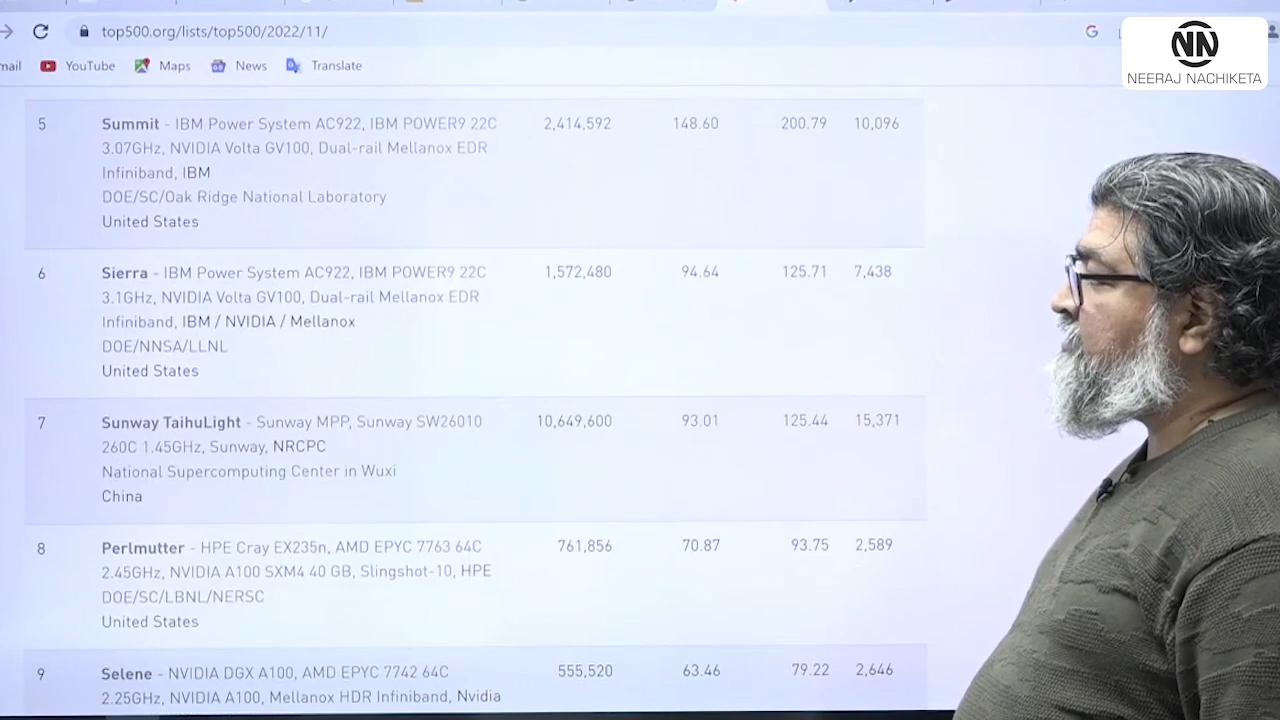 top500.org/lists/top500/2022/11/
NN
NEERAJ NACHIKETA
mail YouTube Maps News Translate
5 Summit - IBM Power System AC922, IBM POWER9 22C 2,414,592 148.60 200.79 10,096
3.07GHz, NVIDIA Volta GV100, Dual-rail Mellanox EDR
Infiniband, IBM
DOE/SC/Oak Ridge National Laboratory
United States
6 Sierra - IBM Power System AC922, IBM POWER9 22C 1,572,480 94.64 125.71 7,438
3.1GHz, NVIDIA Volta GV100, Dual-rail Mellanox EDR
Infiniband, IBM / NVIDIA / Mellanox
DOE/NNSA/LLNL
United States
7 Sunway TaihuLight - Sunway MPP, Sunway SW26010 10,649,600 93.01 125.44 15,371
260C 1.45GHz, Sunway, NRCPC
National Supercomputing Center in Wuxi
China
8 Perlmutter - HPE Cray EX235n, AMD EPYC 7763 64C 761,856 70.87 93.75 2,589
2.45GHz, NVIDIA A100 SXM4 40 GB, Slingshot-10, HPE
DOE/SC/LBNL/NERSC
United States
9 Selene - NVIDIA DGX A100, AMD EPYC 7742 64C 555,520 63.46 79.22 2,646
2.25GHz, NVIDIA A100, Mellanox HDR Infiniband, Nvidia